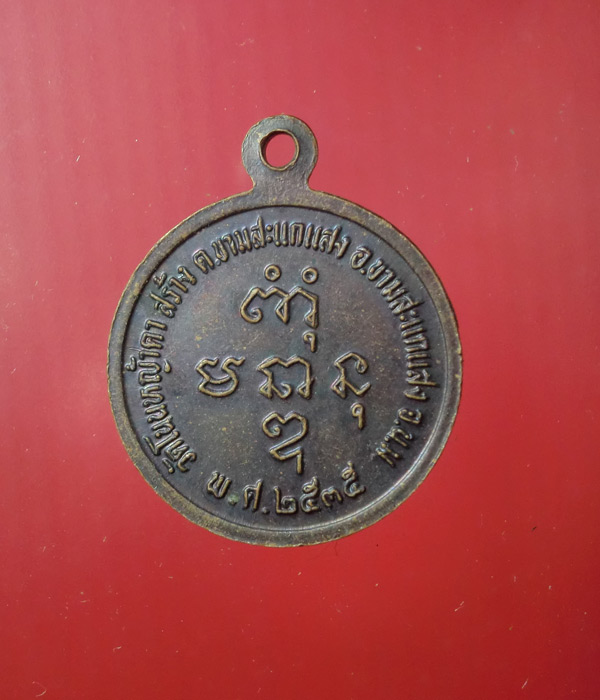 วัดโนนหญ้าคา สร้าง ต.ขามสะแกแสง อ.ขามสะแกแสง จ.น.ม
พ.ศ.๒๕๓๕